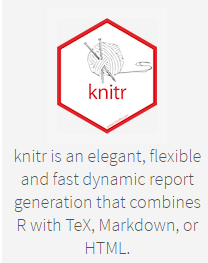 knitr
knitr is an elegant, flexible
and fast dynamic report
generation that combines
R with TeX, Markdown, or
HTML.